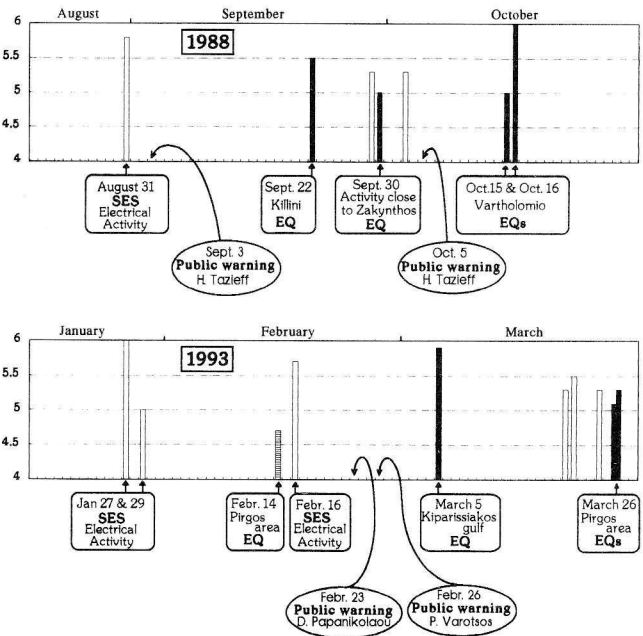 August September October
6
5.5
5
4.5
4
1988
August 31
SES
Electrical
Activity
Sept. 22
Killini
EQ
Sept. 30
Activity close
to Zakynthos
EQ
Oct.15 & Oct. 16
Vartholomio
EQs
Sept. 3
Public warning
H. Tazieff
Oct. 5
Public warning
H. Tazieff
January February March
6
5.5
5
4.5
4
1993
Jan 27 & 29
SES
Electrical
Activity
Febr. 14
Pirgos
area
EQ
Febr. 16
SES
Electrical
Activity
March 5
Kiparissiakos
gulf
EQ
March 26
Pirgos
area
EQs
Febr. 23
Public warning
D. Papanikolaou
Febr. 26
Public warning
P. Varotsos